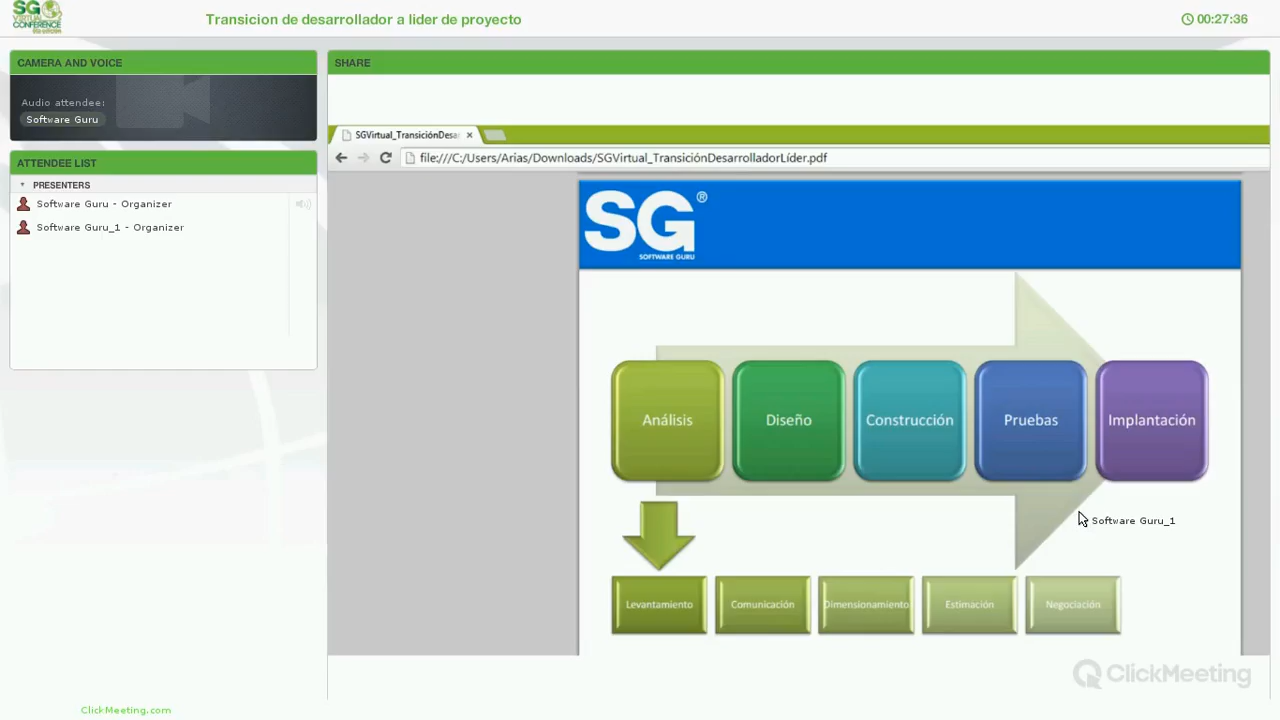 SG
VIRTUAL
CONFERENCE
Transicion de desarrollador a lider de proyecto
00:27:36
CAMERA AND VOICE
Audio attendee:
Software Guru
ATTENDEE LIST
PRESENTERS
Software Guru - Organizer
Software Guru_1 - Organizer
SHARE
SGVirtual_TransiciónDesa
file:///C:/Users/Arias/Downloads/SGVirtual_TransiciónDesarrolladorLíder.pdf
SG®
SOFTWARE GURU
Análisis
Diseño
Construcción
Pruebas
Implantación
Software Guru_1
Levantamiento
Comunicación
Dimensionamiento
Estimación
Negociación
ClickMeeting
ClickMeeting.com